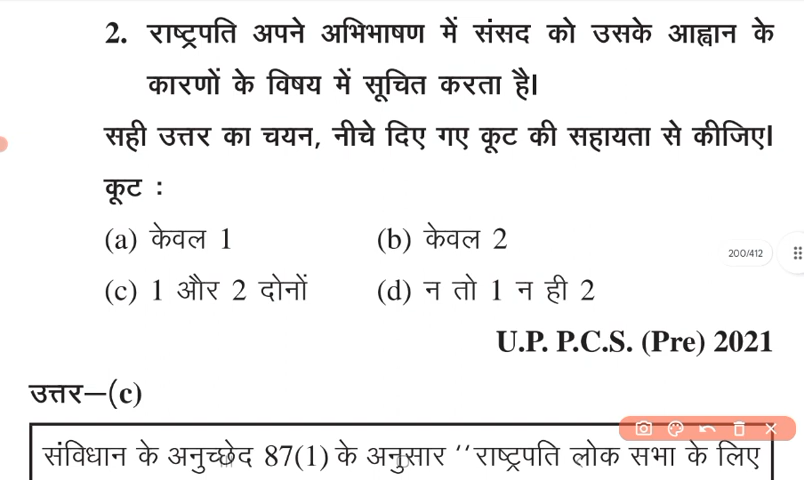 2. राष्ट्रपति अपने अभिभाषण में संसद को उसके आह्वान के
कारणों के विषय में सूचित करता है।
सही उत्तर का चयन, नीचे दिए गए कूट की सहायता से कीजिए।
कूट :
(a) केवल 1 (b) केवल 2
200/412
(c) 1 और 2 दोनों (d) न तो 1 न ही 2
U.P. P.C.S. (Pre) 2021
उत्तर—(c)
संविधान के अनुच्छेद 87(1) के अनुसार ‘‘राष्ट्रपति लोक सभा के लिए